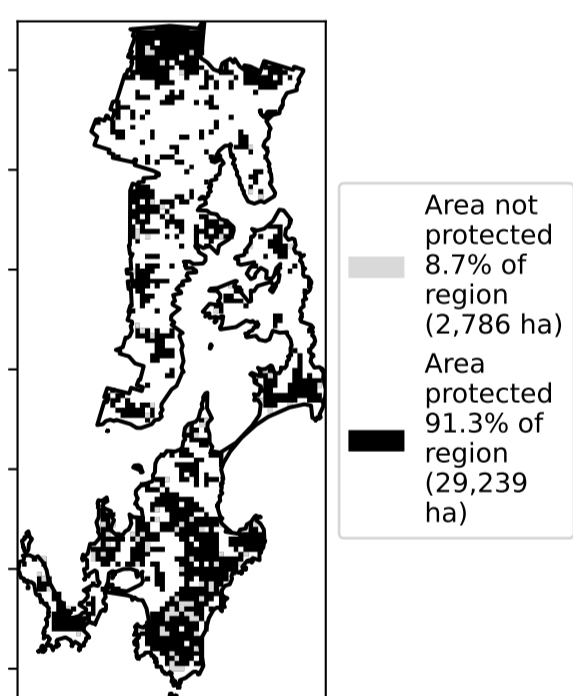 Area not
protected
8.7% of
region
(2,786 ha)
Area
protected
91.3% of
region
(29,239
ha)